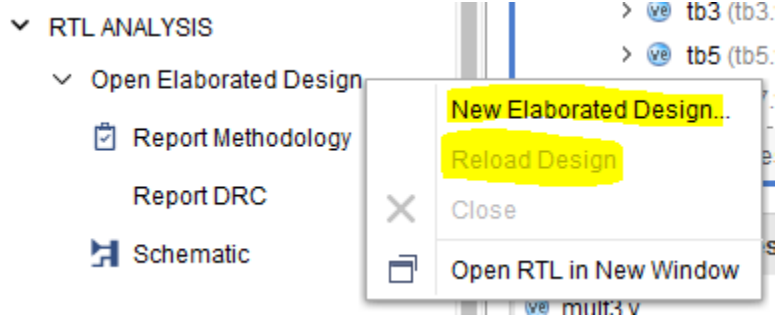 RTL ANALYSIS
Open Elaborated Design
Report Methodology
Report DRC
Schematic
tb3 (tb3.
tb5 (tb5.
New Elaborated Design...
Reload Design
Close
Open RTL in New Window
mult3.v